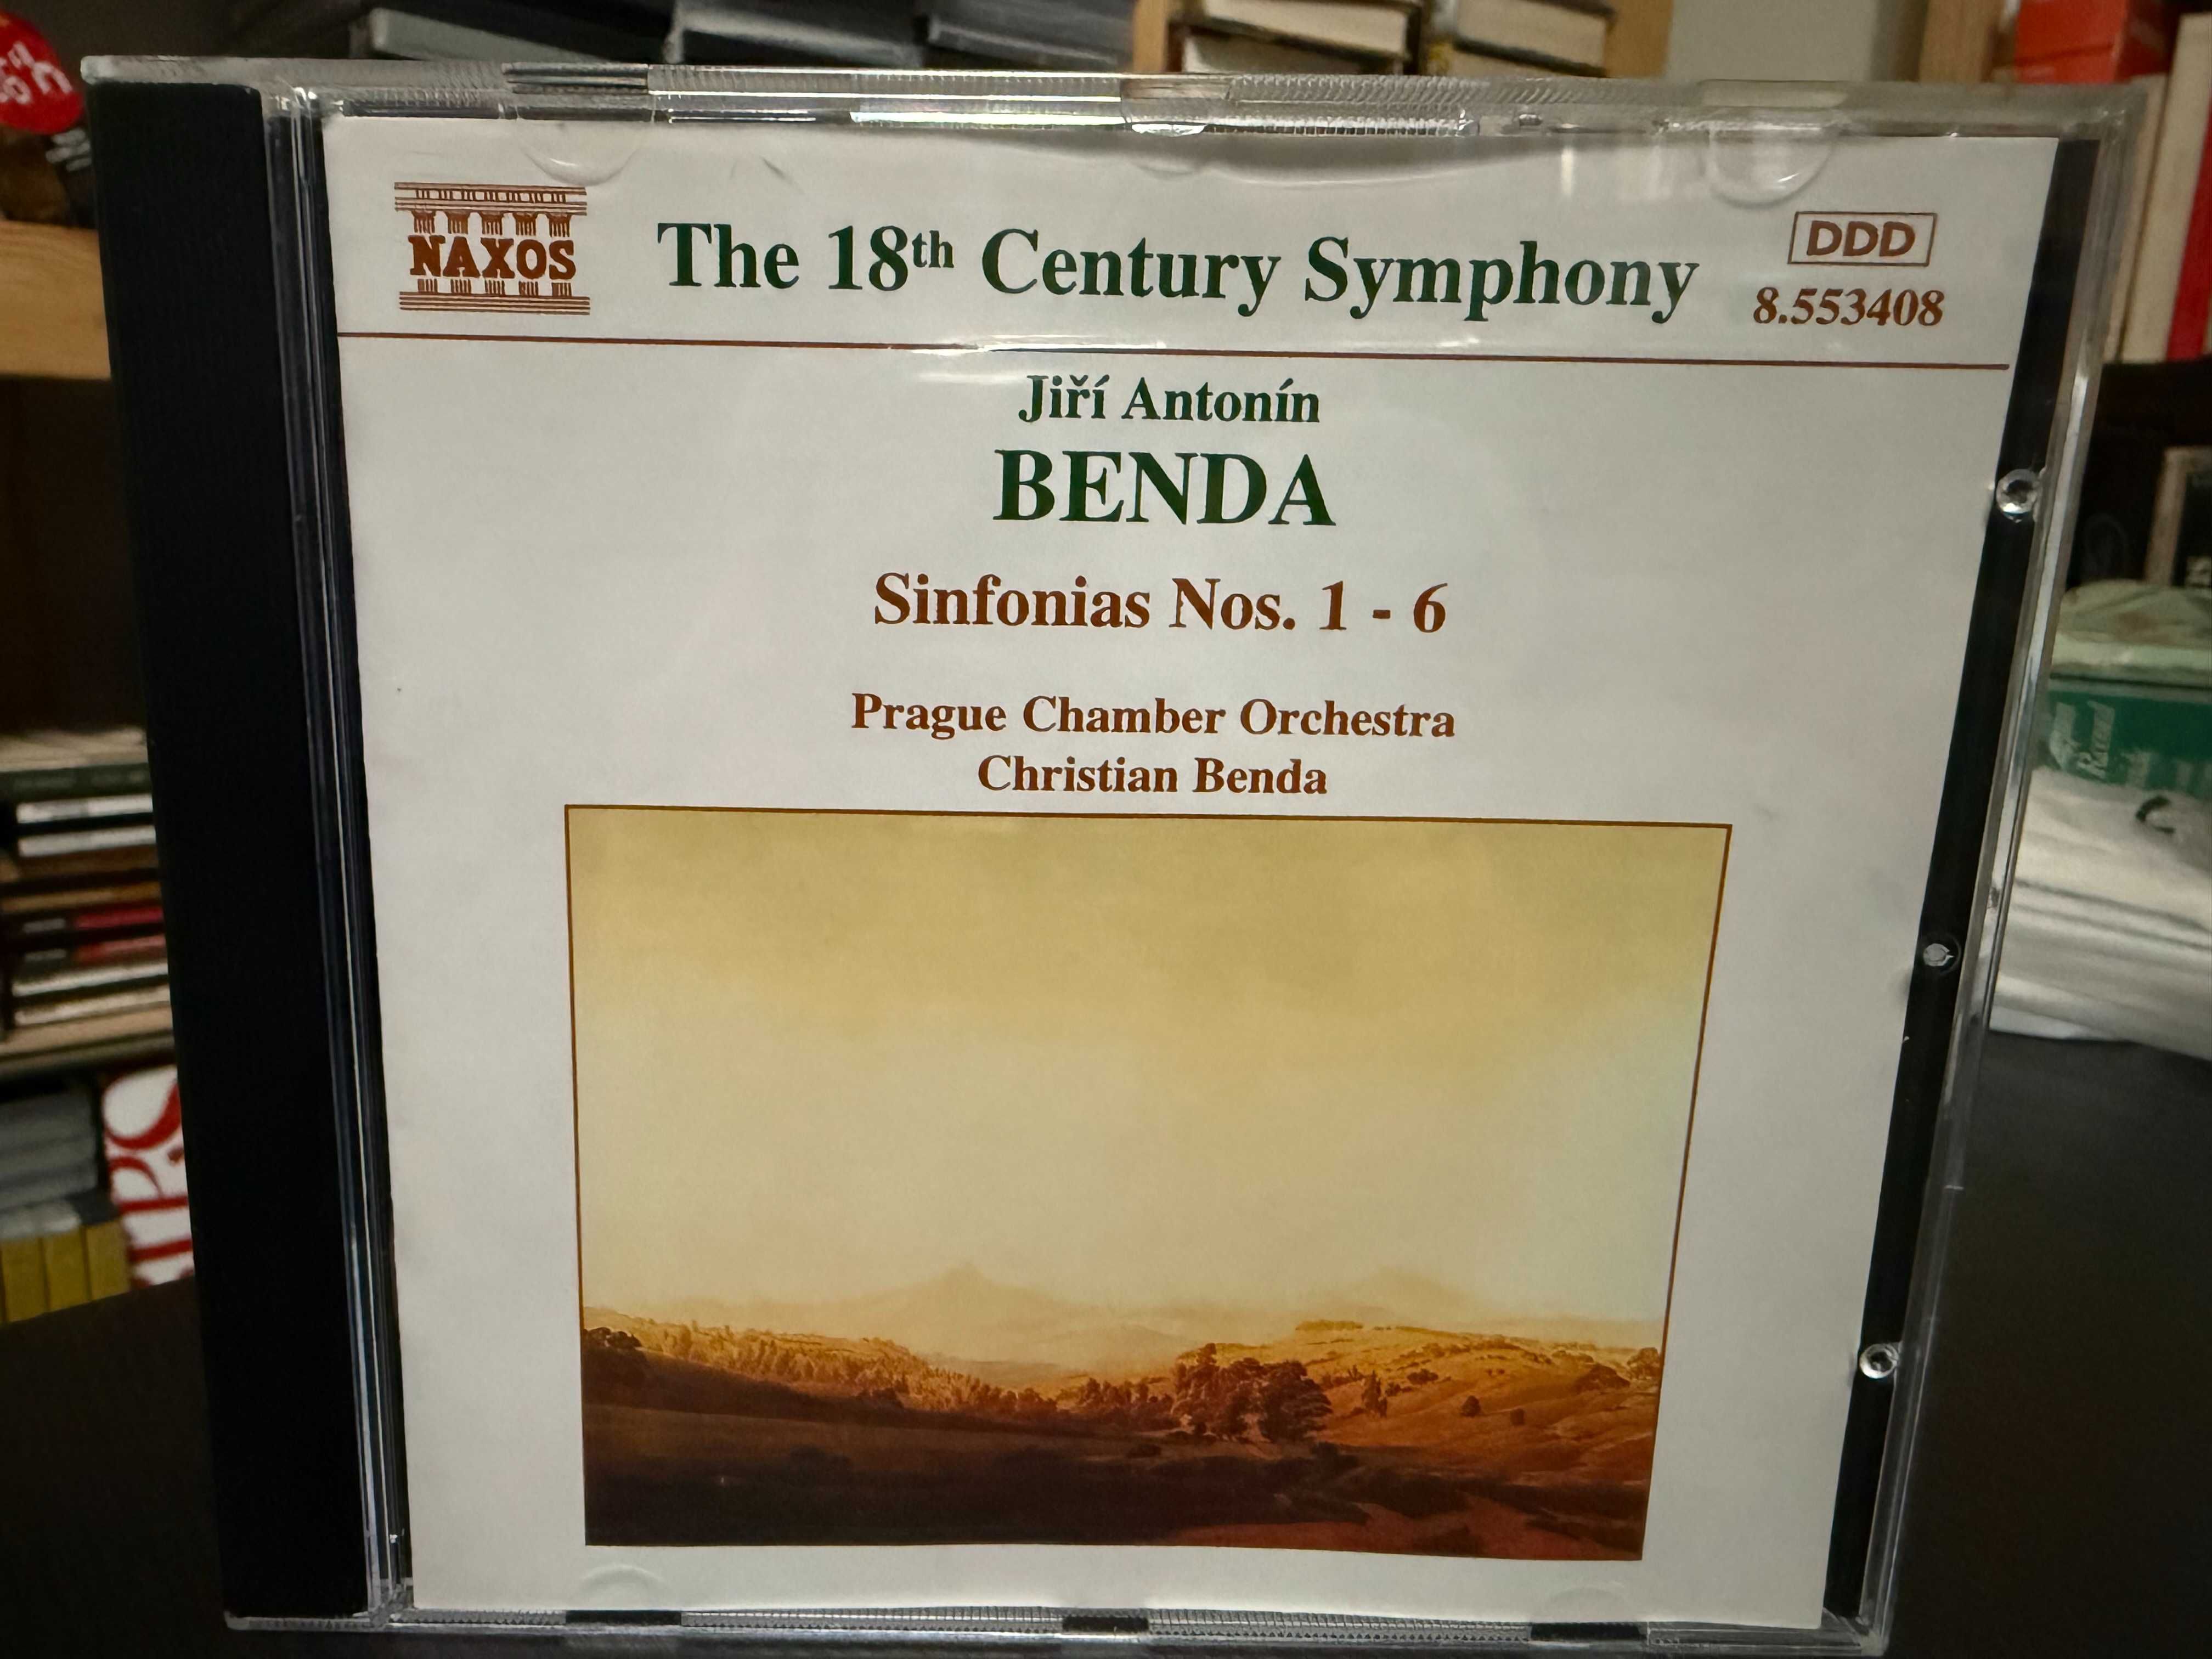 NAXOS
The 18th Century Symphony
DDD
8.553408
Jiří Antonín
BENDA
Sinfonias Nos. 1 - 6
Prague Chamber Orchestra
Christian Benda